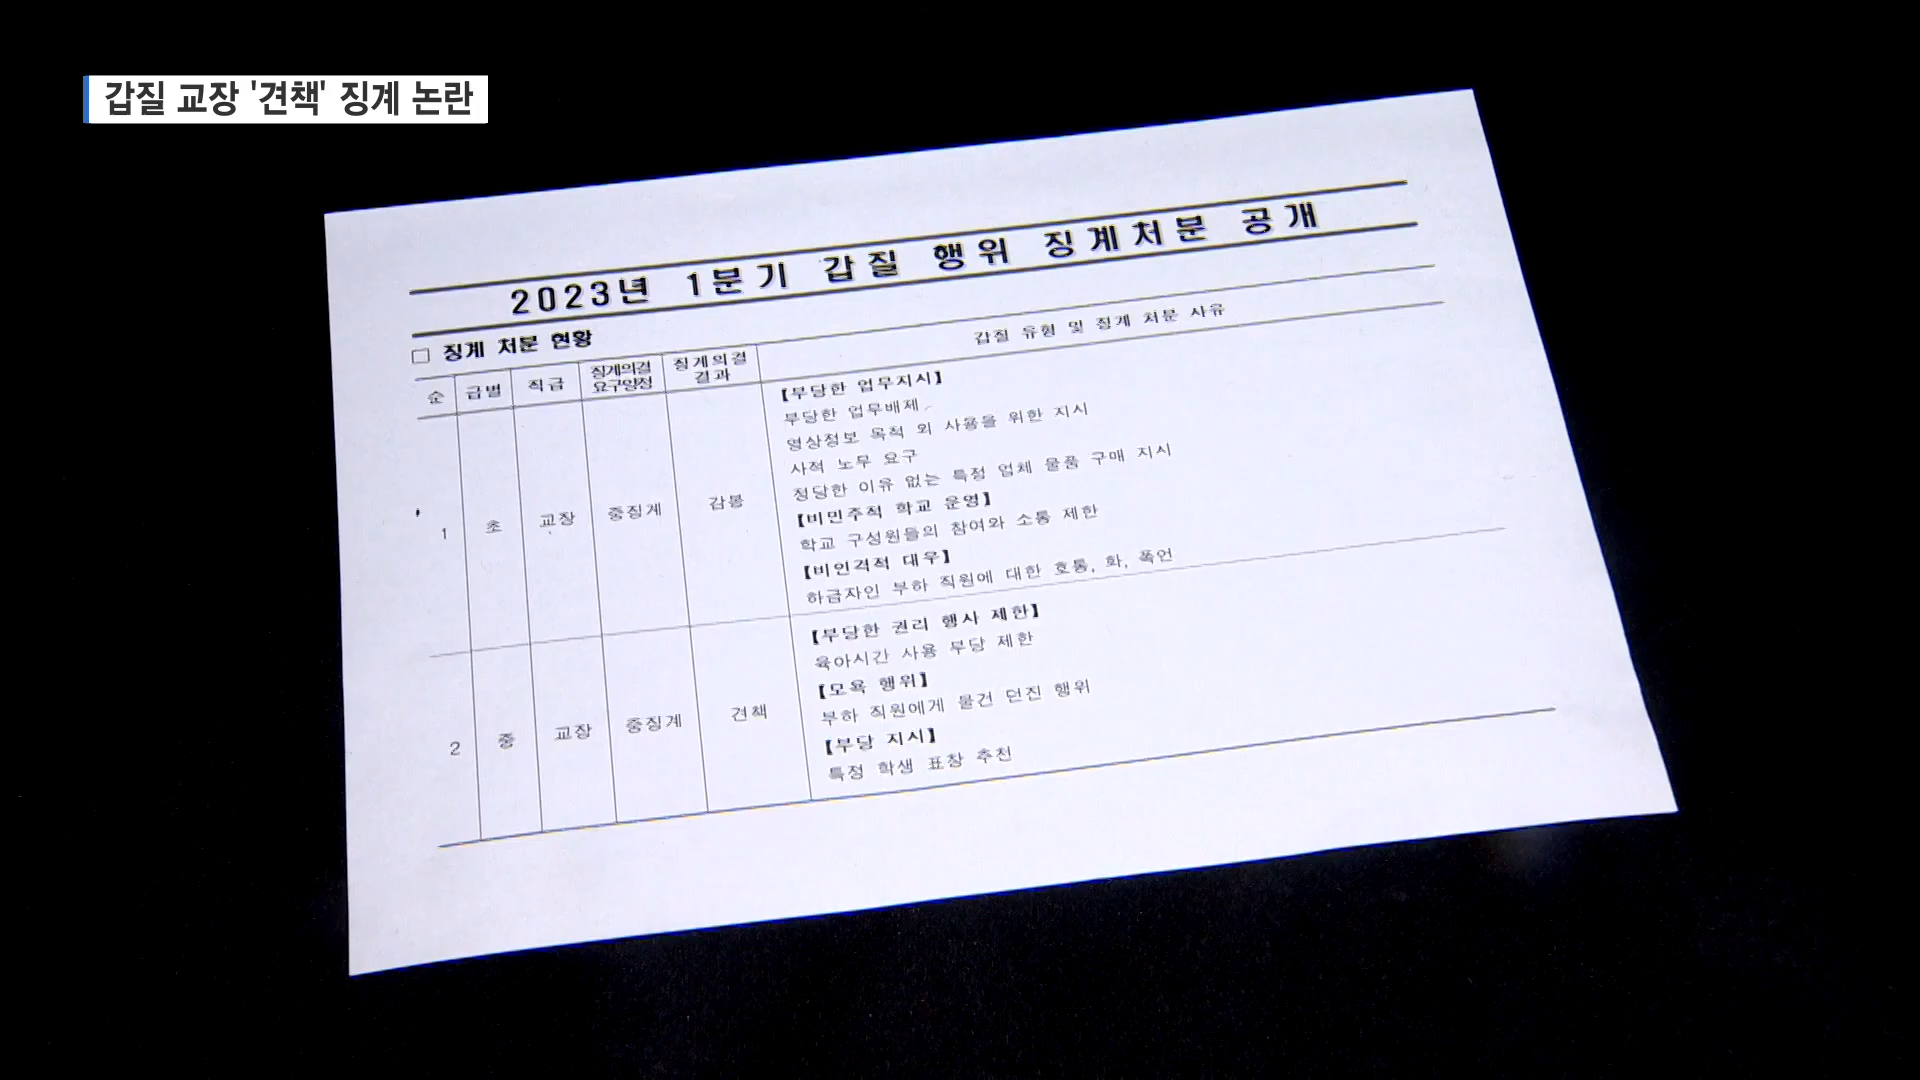 갑질 교장 '견책' 징계 논란
2023년 1분기 갑질 행위 징계처분 공개
□ 징계 처분 현황
순 급별 직급 징계의결 요구양정 징계의결 결과 갑질 유형 및 징계 처분 사유
1 초 교장 중징계 감봉
【부당한 업무지시】
부당한 업무배제
영상정보 목적 외 사용을 위한 지시
사적 노무 요구
정당한 이유 없는 특정 업체 물품 구매 지시
【비민주적 학교 운영】
학교 구성원들의 참여와 소통 제한
【비인격적 대우】
하급자인 부하 직원에 대한 호통, 화, 폭언
2 중 교장 중징계 견책
【부당한 권리 행사 제한】
육아시간 사용 부당 제한
【모욕 행위】
부하 직원에게 물건 던진 행위
【부당 지시】
특정 학생 표창 추천